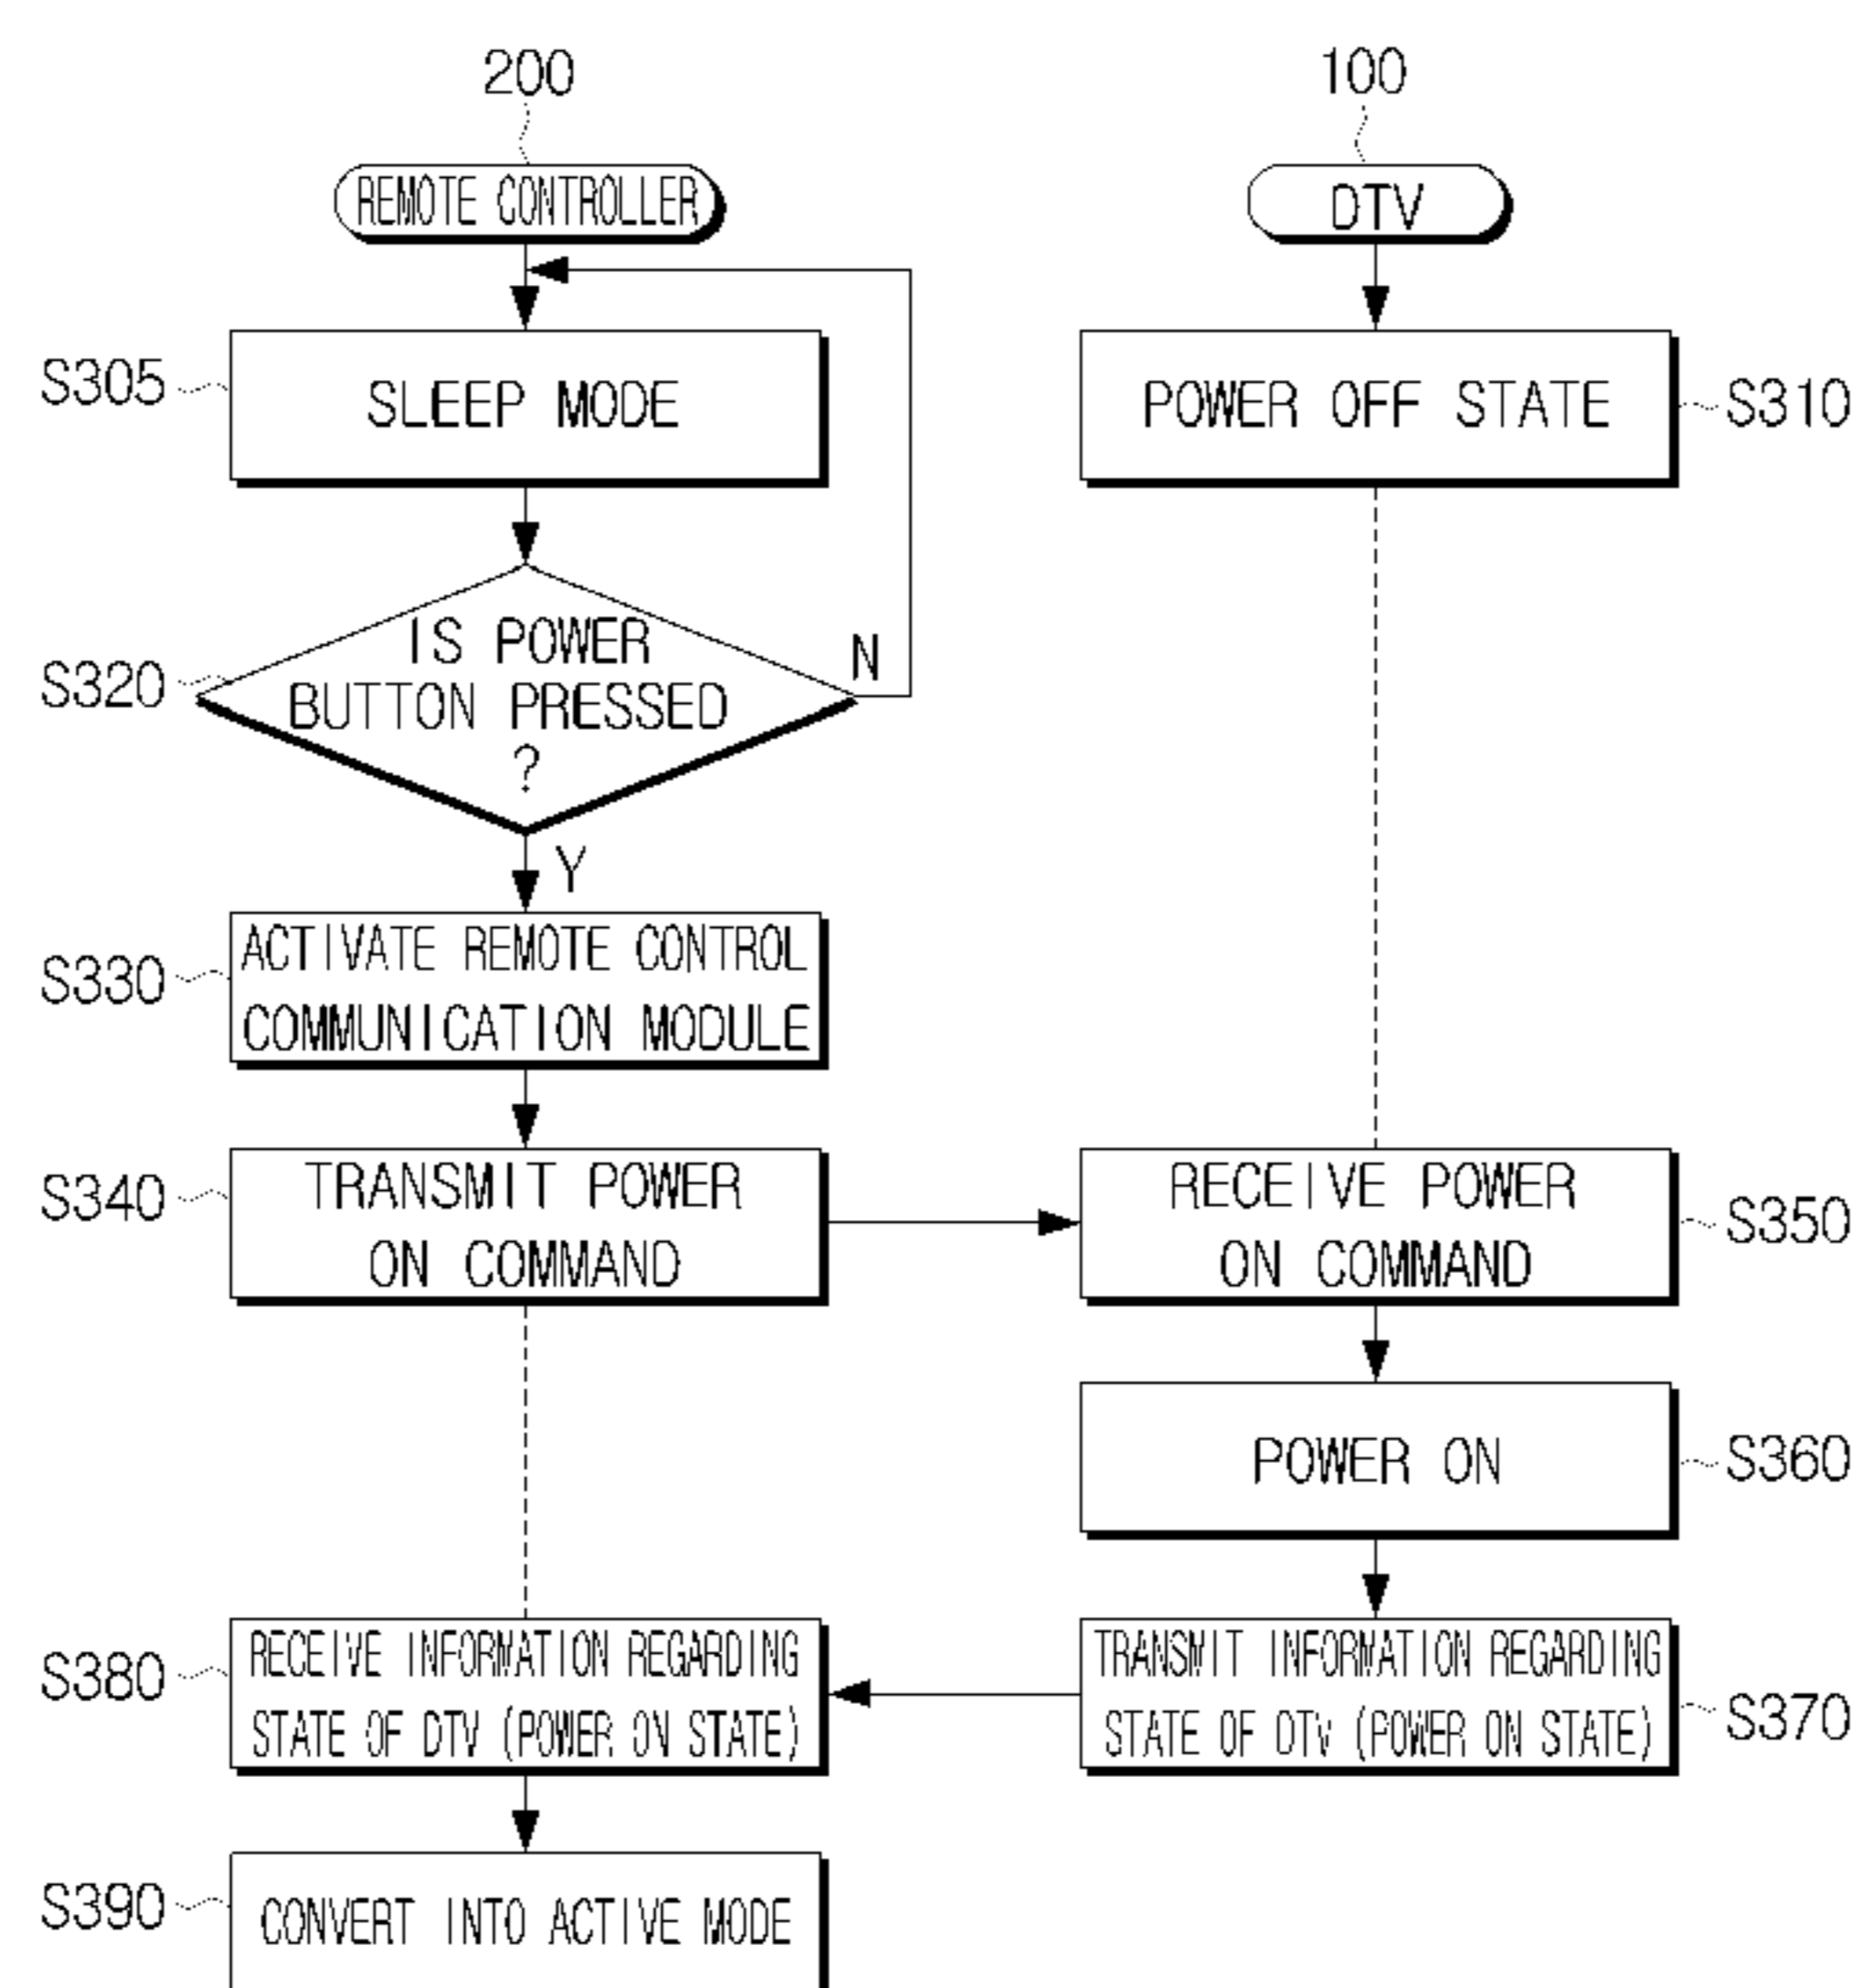 200
100
REMOTE CONTROLLER
DTV
S305
SLEEP MODE
POWER OFF STATE
S310
S320
IS POWER
BUTTON PRESSED
?
N
Y
S330
ACTIVATE REMOTE CONTROL
COMMUNICATION MODULE
S340
TRANSMIT POWER
ON COMMAND
RECEIVE POWER
ON COMMAND
S350
POWER ON
S360
S380
RECEIVE INFORMATION REGARDING
STATE OF DTV (POWER ON STATE)
TRANSMIT INFORMATION REGARDING
STATE OF DTV (POWER ON STATE)
S370
S390
CONVERT INTO ACTIVE MODE